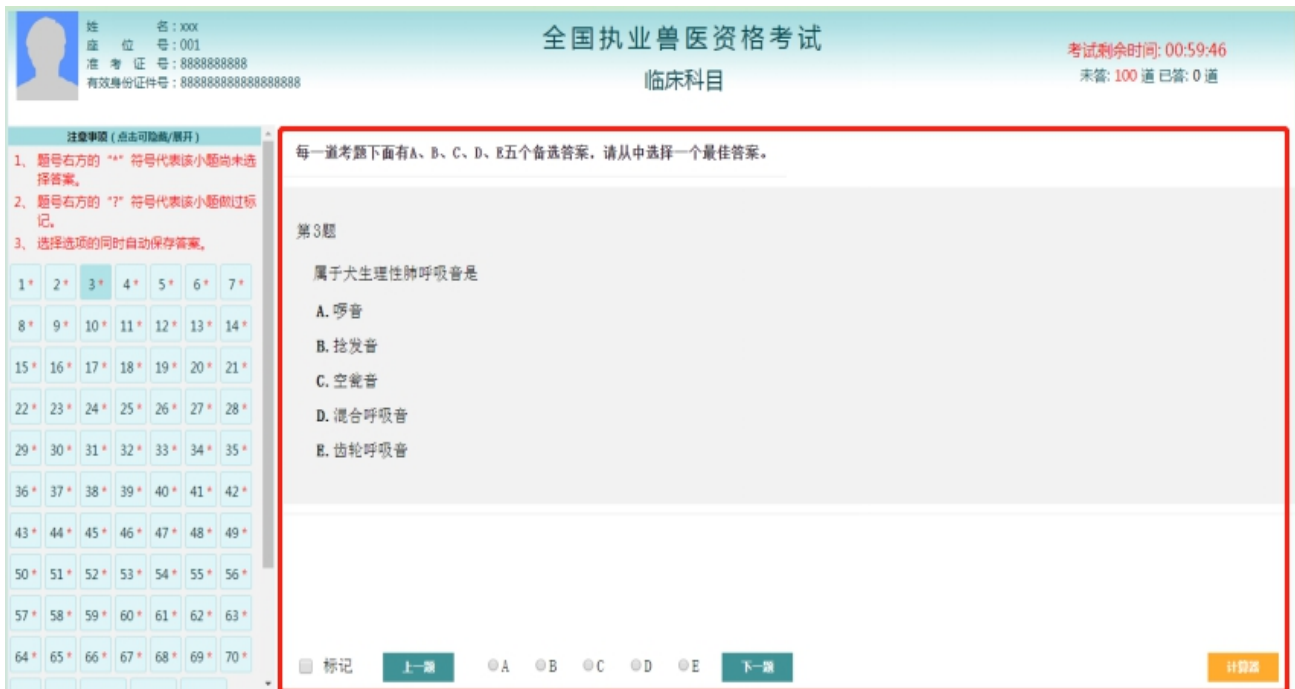 姓 名：xxx
座 位 号：001
准 考 证 号：8888888888
有效身份证件号：888888888888888888
全国执业兽医资格考试
临床科目
考试剩余时间: 00:59:46
未答: 100 道 已答: 0 道
注意事项 ( 点击可隐藏/展开 )
1、 题号右方的 "*" 符号代表该小题尚未选
择答案。
2、 题号右方的 "?" 符号代表该小题做过标
记。
3、 选择选项的同时自动保存答案。
1* 2* 3* 4* 5* 6* 7*
8* 9* 10* 11* 12* 13* 14*
15* 16* 17* 18* 19* 20* 21*
22* 23* 24* 25* 26* 27* 28*
29* 30* 31* 32* 33* 34* 35*
36* 37* 38* 39* 40* 41* 42*
43* 44* 45* 46* 47* 48* 49*
50* 51* 52* 53* 54* 55* 56*
57* 58* 59* 60* 61* 62* 63*
64* 65* 66* 67* 68* 69* 70*
每一道考题下面有A、B、C、D、E五个备选答案，请从中选择一个最佳答案。
第3题
属于犬生理性肺呼吸音是
A. 啰音
B. 捻发音
C. 空瓮音
D. 混合呼吸音
E. 齿轮呼吸音
标记 上一题 A B C D E 下一题 计算器